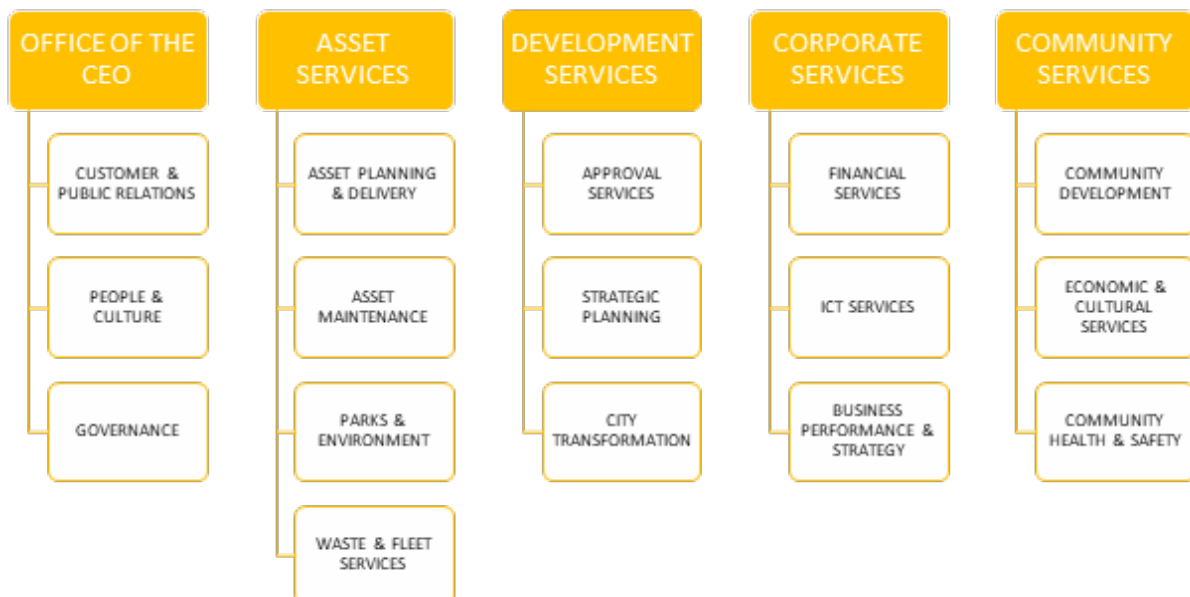 OFFICE OF THE
CEO
CUSTOMER &
PUBLIC RELATIONS
PEOPLE &
CULTURE
GOVERNANCE
ASSET
SERVICES
ASSET PLANNING
& DELIVERY
ASSET
MAINTENANCE
PARKS &
ENVIRONMENT
WASTE & FLEET
SERVICES
DEVELOPMENT
SERVICES
APPROVAL
SERVICES
STRATEGIC
PLANNING
CITY
TRANSFORMATION
CORPORATE
SERVICES
FINANCIAL
SERVICES
ICT SERVICES
BUSINESS
PERFORMANCE &
STRATEGY
COMMUNITY
SERVICES
COMMUNITY
DEVELOPMENT
ECONOMIC &
CULTURAL
SERVICES
COMMUNITY
HEALTH & SAFETY